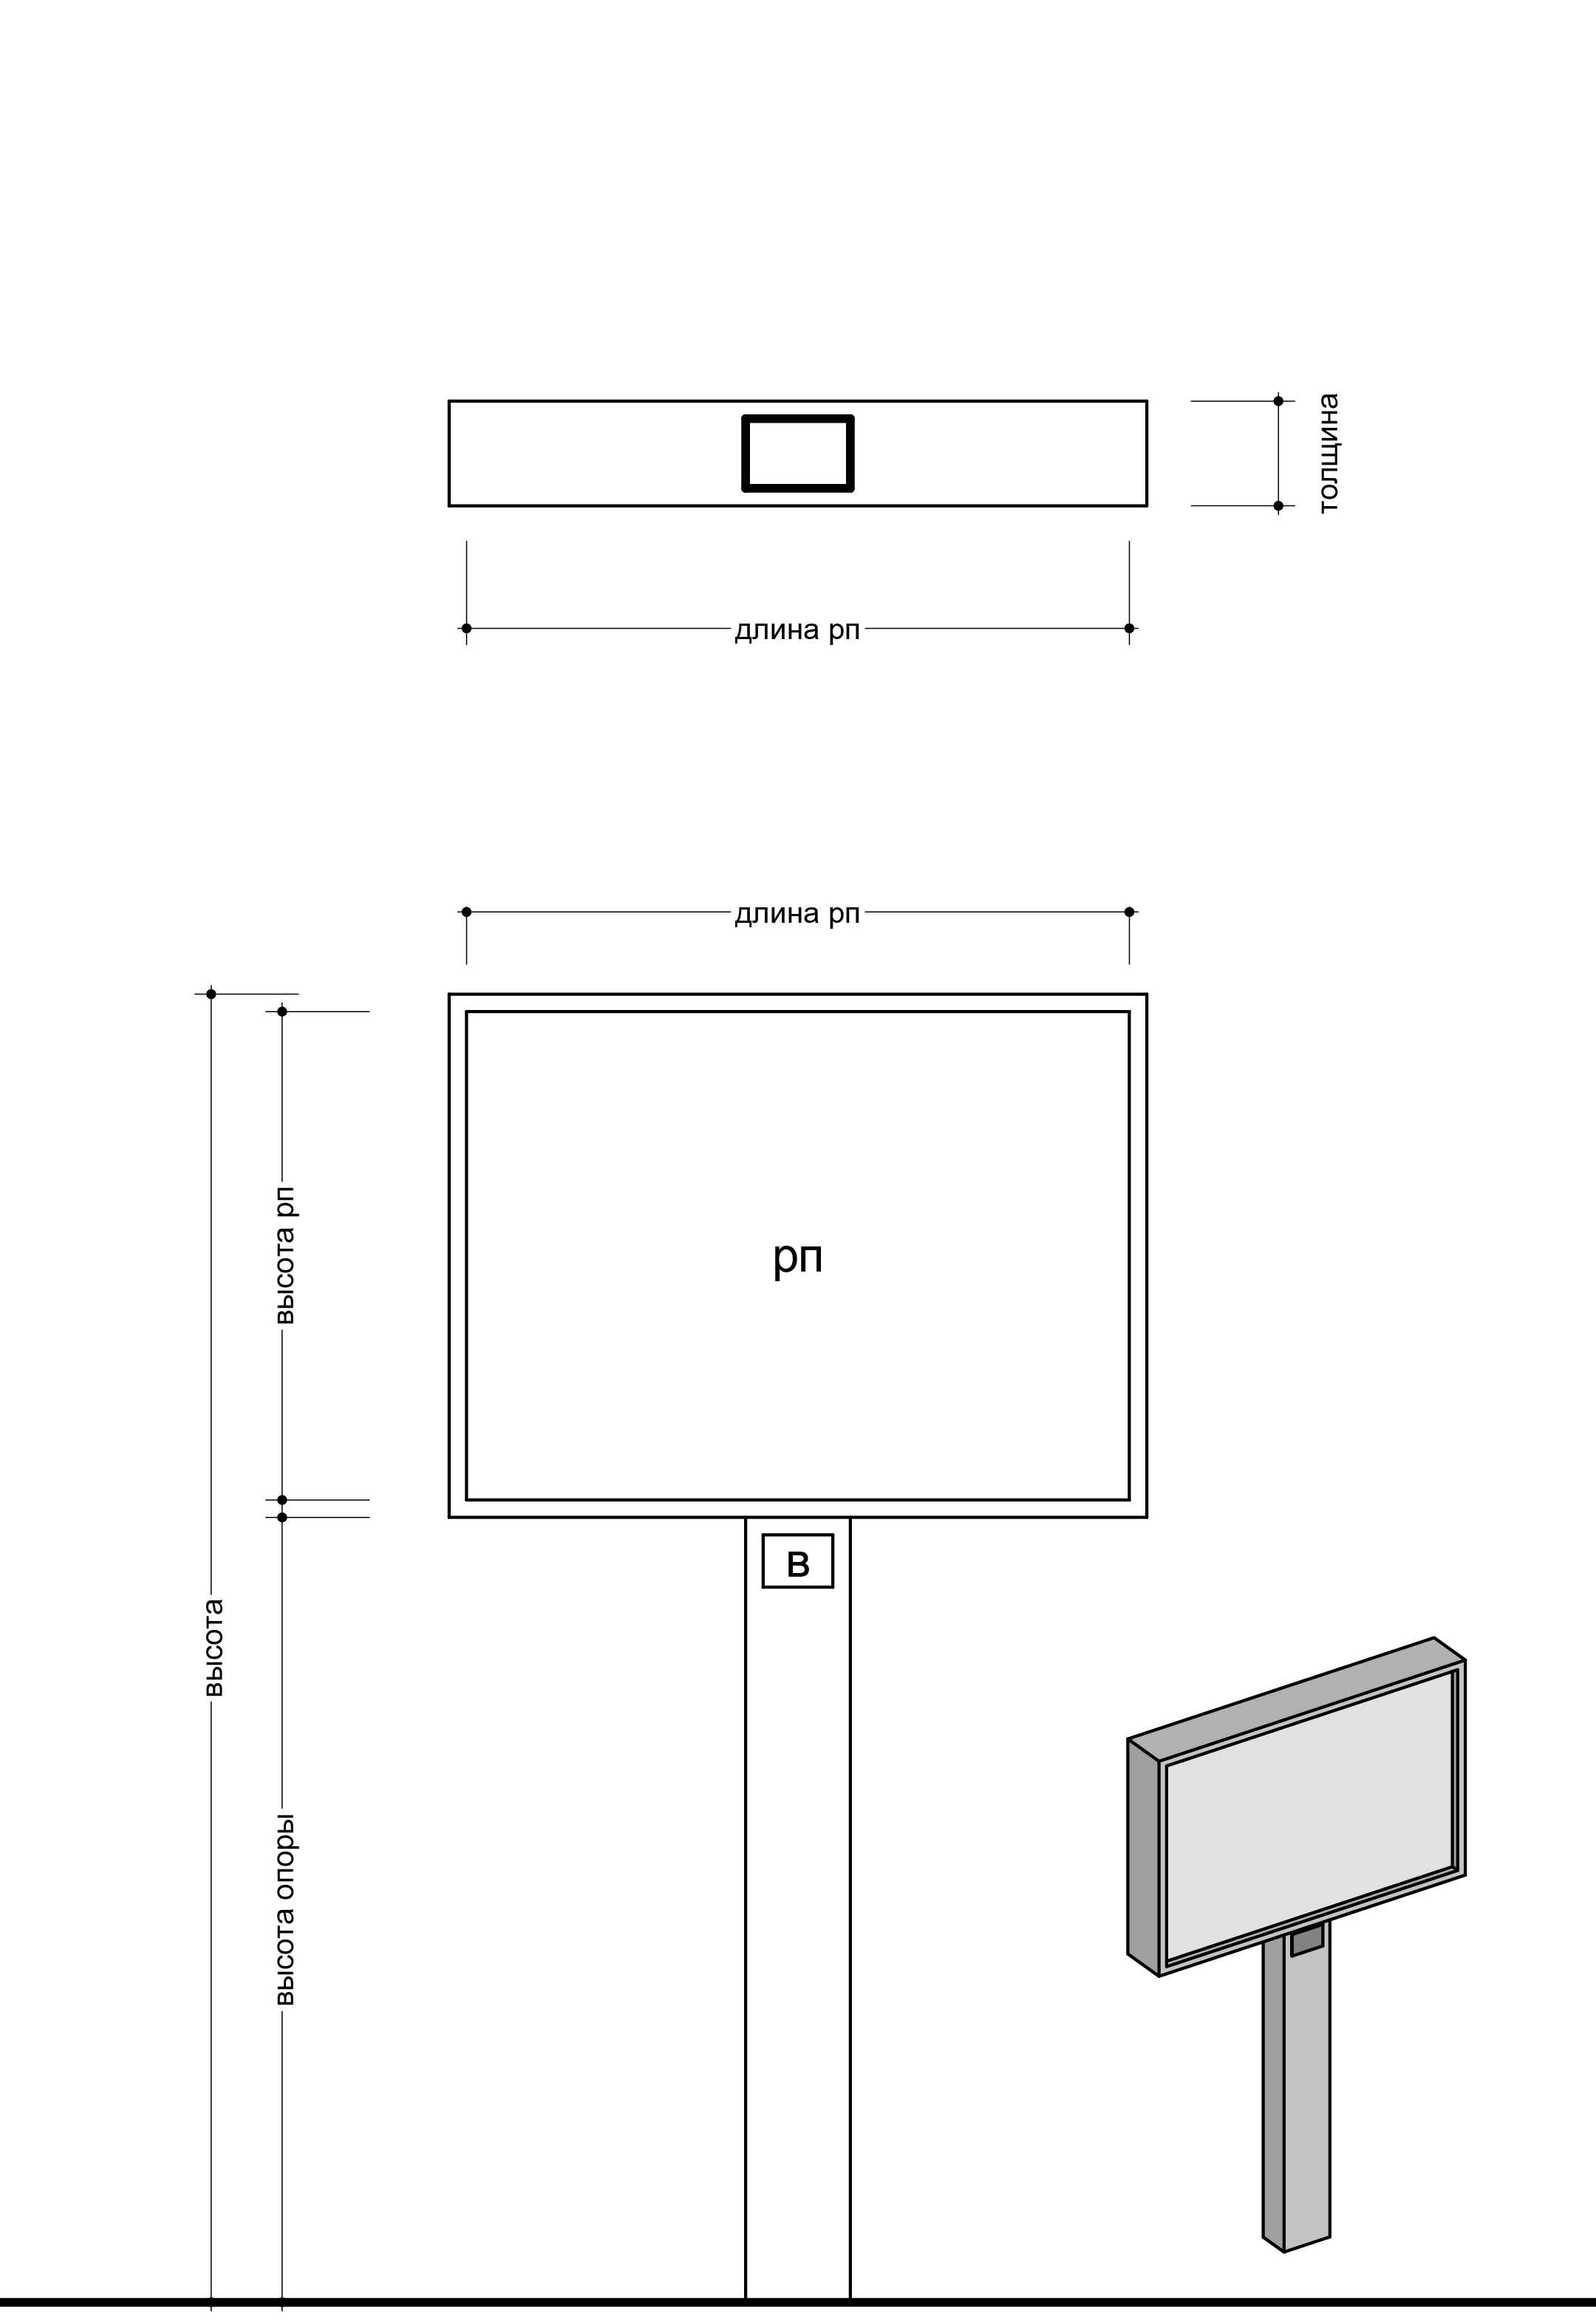 толщина
длина рп
длина рп
высота рп
рп
в
высота
высота опоры